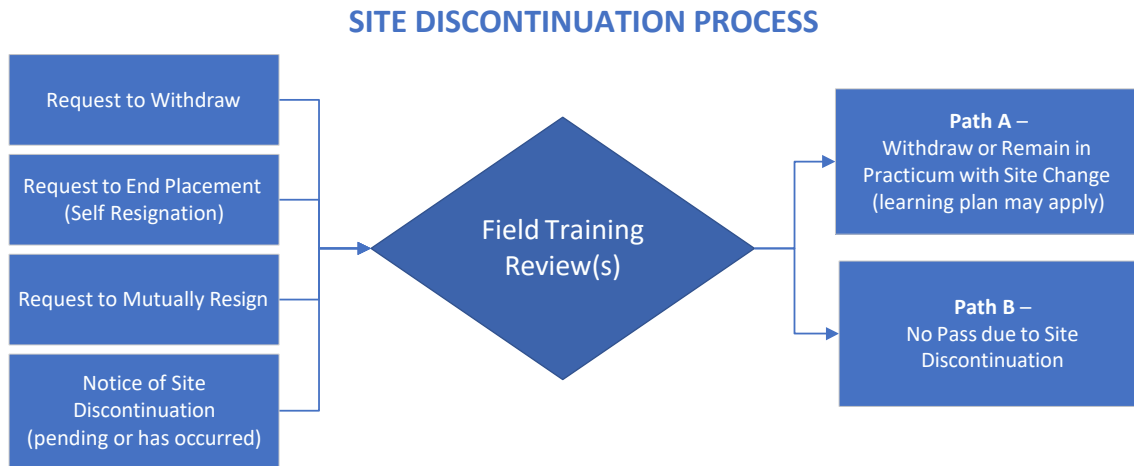 SITE DISCONTINUATION PROCESS
Request to Withdraw
Request to End Placement
(Self Resignation)
Request to Mutually Resign
Notice of Site
Discontinuation
(pending or has occurred)
Field Training
Review(s)
Path A –
Withdraw or Remain in
Practicum with Site Change
(learning plan may apply)
Path B –
No Pass due to Site
Discontinuation